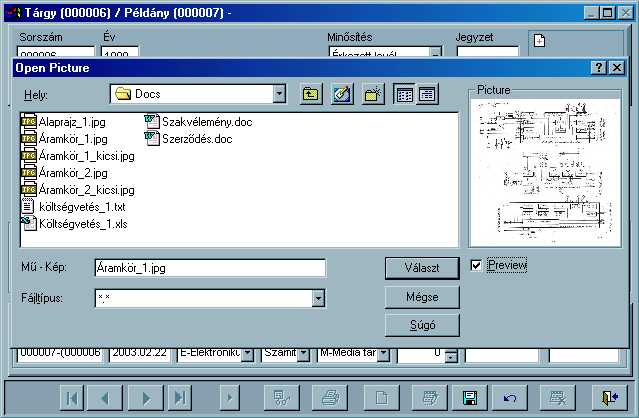 Tárgy (000006) / Példány (000007) -
Sorszám Év Minősítés Jegyzet
000006 1999 Érkezett levél
Open Picture
Hely: Docs
Picture
Alaprajz_1.jpg Szakvélemény.doc
Áramkör_1.jpg Szerződés.doc
Áramkör_1_kicsi.jpg
Áramkör_2.jpg
Áramkör_2_kicsi.jpg
költségvetés_1.txt
Költségvetés_1.xls
Mű - Kép: Áramkör_1.jpg Választ Preview
Fájltípus: *.* Mégse
Súgó
000007-(000006 2003.02.22 E-Elektroniku Számít M-Média tár 0